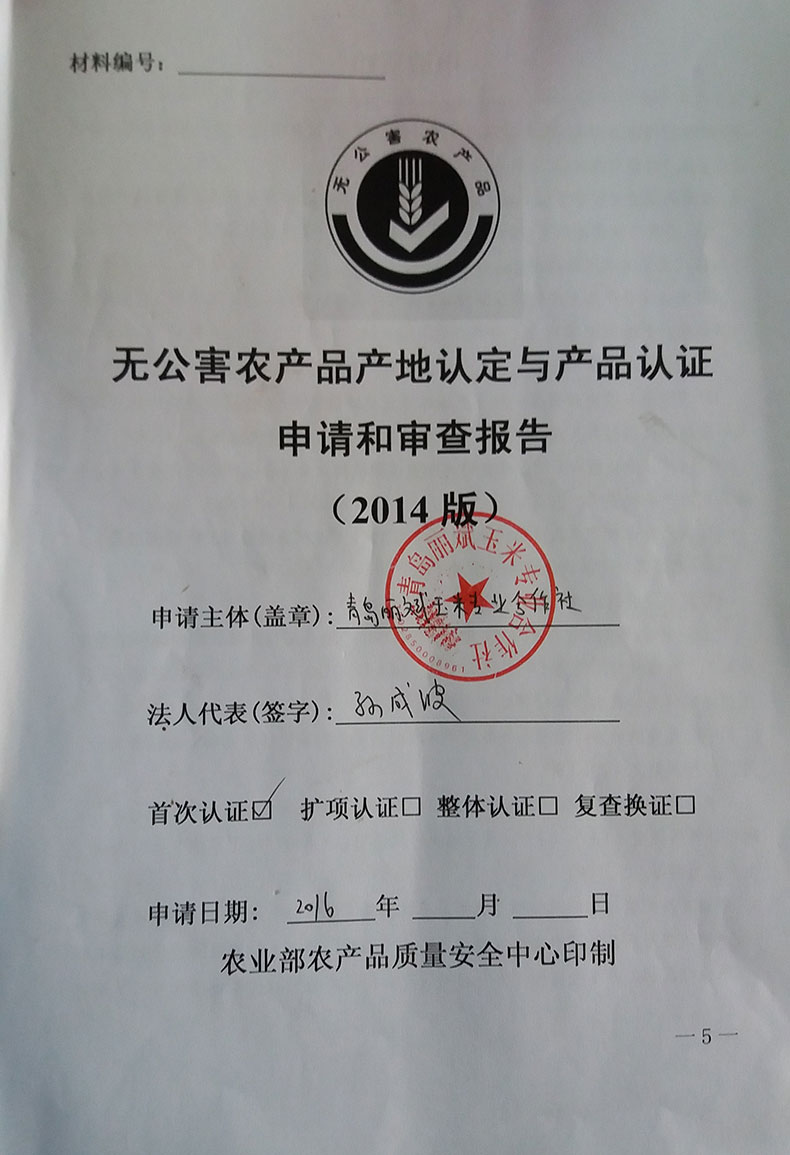 材料编号：
无公害农产品
无公害农产品产地认定与产品认证
申请和审查报告
（2014 版）
青岛丽斌玉米专业合作社
申请主体(盖章)：青岛丽斌玉米专业合作社
法人代表(签字)：孙成波
首次认证☑ 扩项认证□ 整体认证□ 复查换证□
申请日期： 2016 年 月 日
农业部农产品质量安全中心印制
— 5 —